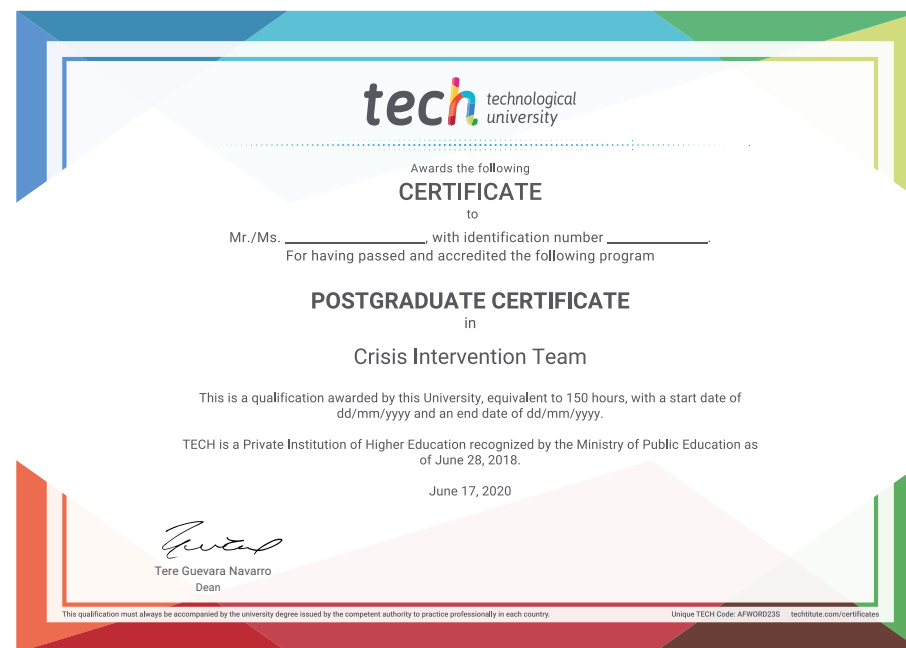 tech technological
university
Awards the following
CERTIFICATE
to
Mr./Ms. ____________________, with identification number ______________.
For having passed and accredited the following program
POSTGRADUATE CERTIFICATE
in
Crisis Intervention Team
This is a qualification awarded by this University, equivalent to 150 hours, with a start date of
dd/mm/yyyy and an end date of dd/mm/yyyy.
TECH is a Private Institution of Higher Education recognized by the Ministry of Public Education as
of June 28, 2018.
June 17, 2020
Tere Guevara Navarro
Dean
This qualification must always be accompanied by the university degree issued by the competent authority to practice professionally in each country. Unique TECH Code: AFWORD23S techtitute.com/certificates